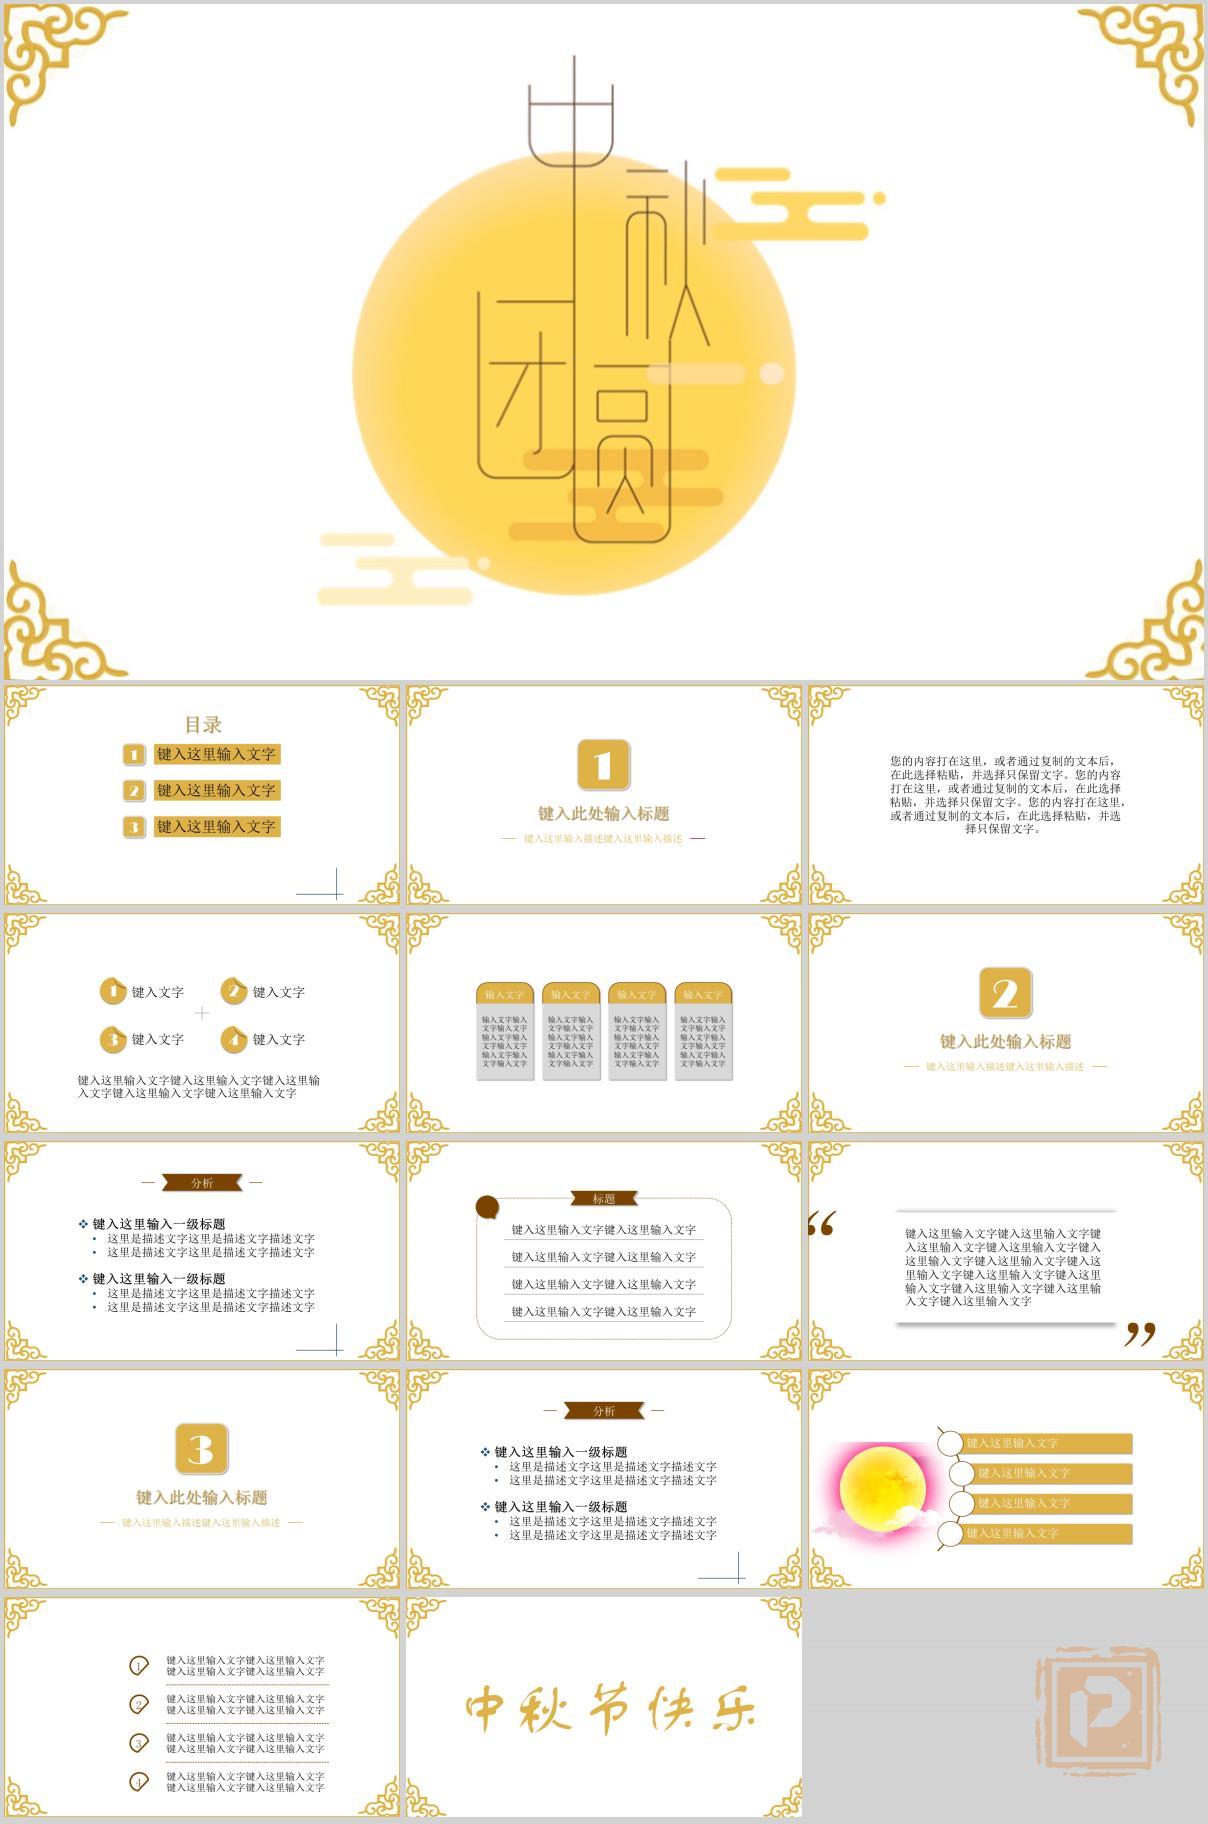 中秋
团圆
目录
1 键入这里输入文字
2 键入这里输入文字
3 键入这里输入文字
1
键入此处输入标题
键入这里输入描述键入这里输入描述
您的内容打在这里，或者通过复制的文本后，
在此选择粘贴，并选择只保留文字。您的内容
打在这里，或者通过复制的文本后，在此选择
粘贴，并选择只保留文字。您的内容打在这里，
或者通过复制的文本后，在此选择粘贴，并选
择只保留文字。
1 键入文字 2 键入文字
3 键入文字 4 键入文字
键入这里输入文字键入这里输入文字键入这里输
入文字键入这里输入文字键入这里输入文字
输入文字 输入文字 输入文字 输入文字
输入文字输入 输入文字输入 输入文字输入 输入文字输入
文字输入文字 文字输入文字 文字输入文字 文字输入文字
输入文字输入 输入文字输入 输入文字输入 输入文字输入
文字输入文字 文字输入文字 文字输入文字 文字输入文字
输入文字输入 输入文字输入 输入文字输入 输入文字输入
文字输入文字 文字输入文字 文字输入文字 文字输入文字
2
键入此处输入标题
键入这里输入描述键入这里输入描述
分析
键入这里输入一级标题
• 这里是描述文字这里是描述文字描述文字
• 这里是描述文字这里是描述文字描述文字
键入这里输入一级标题
• 这里是描述文字这里是描述文字描述文字
• 这里是描述文字这里是描述文字描述文字
标题
键入这里输入文字键入这里输入文字
键入这里输入文字键入这里输入文字
键入这里输入文字键入这里输入文字
键入这里输入文字键入这里输入文字
“
键入这里输入文字键入这里输入文字键
入这里输入文字键入这里输入文字键入
这里输入文字键入这里输入文字键入这
里输入文字键入这里输入文字键入这里
输入文字键入这里输入文字键入这里输
入文字键入这里输入文字
”
3
键入此处输入标题
键入这里输入描述键入这里输入描述
分析
键入这里输入一级标题
• 这里是描述文字这里是描述文字描述文字
• 这里是描述文字这里是描述文字描述文字
键入这里输入一级标题
• 这里是描述文字这里是描述文字描述文字
• 这里是描述文字这里是描述文字描述文字
键入这里输入文字
键入这里输入文字
键入这里输入文字
键入这里输入文字
1 键入这里输入文字键入这里输入文字
键入这里输入文字键入这里输入文字
2 键入这里输入文字键入这里输入文字
键入这里输入文字键入这里输入文字
3 键入这里输入文字键入这里输入文字
键入这里输入文字键入这里输入文字
4 键入这里输入文字键入这里输入文字
键入这里输入文字键入这里输入文字
中秋节快乐